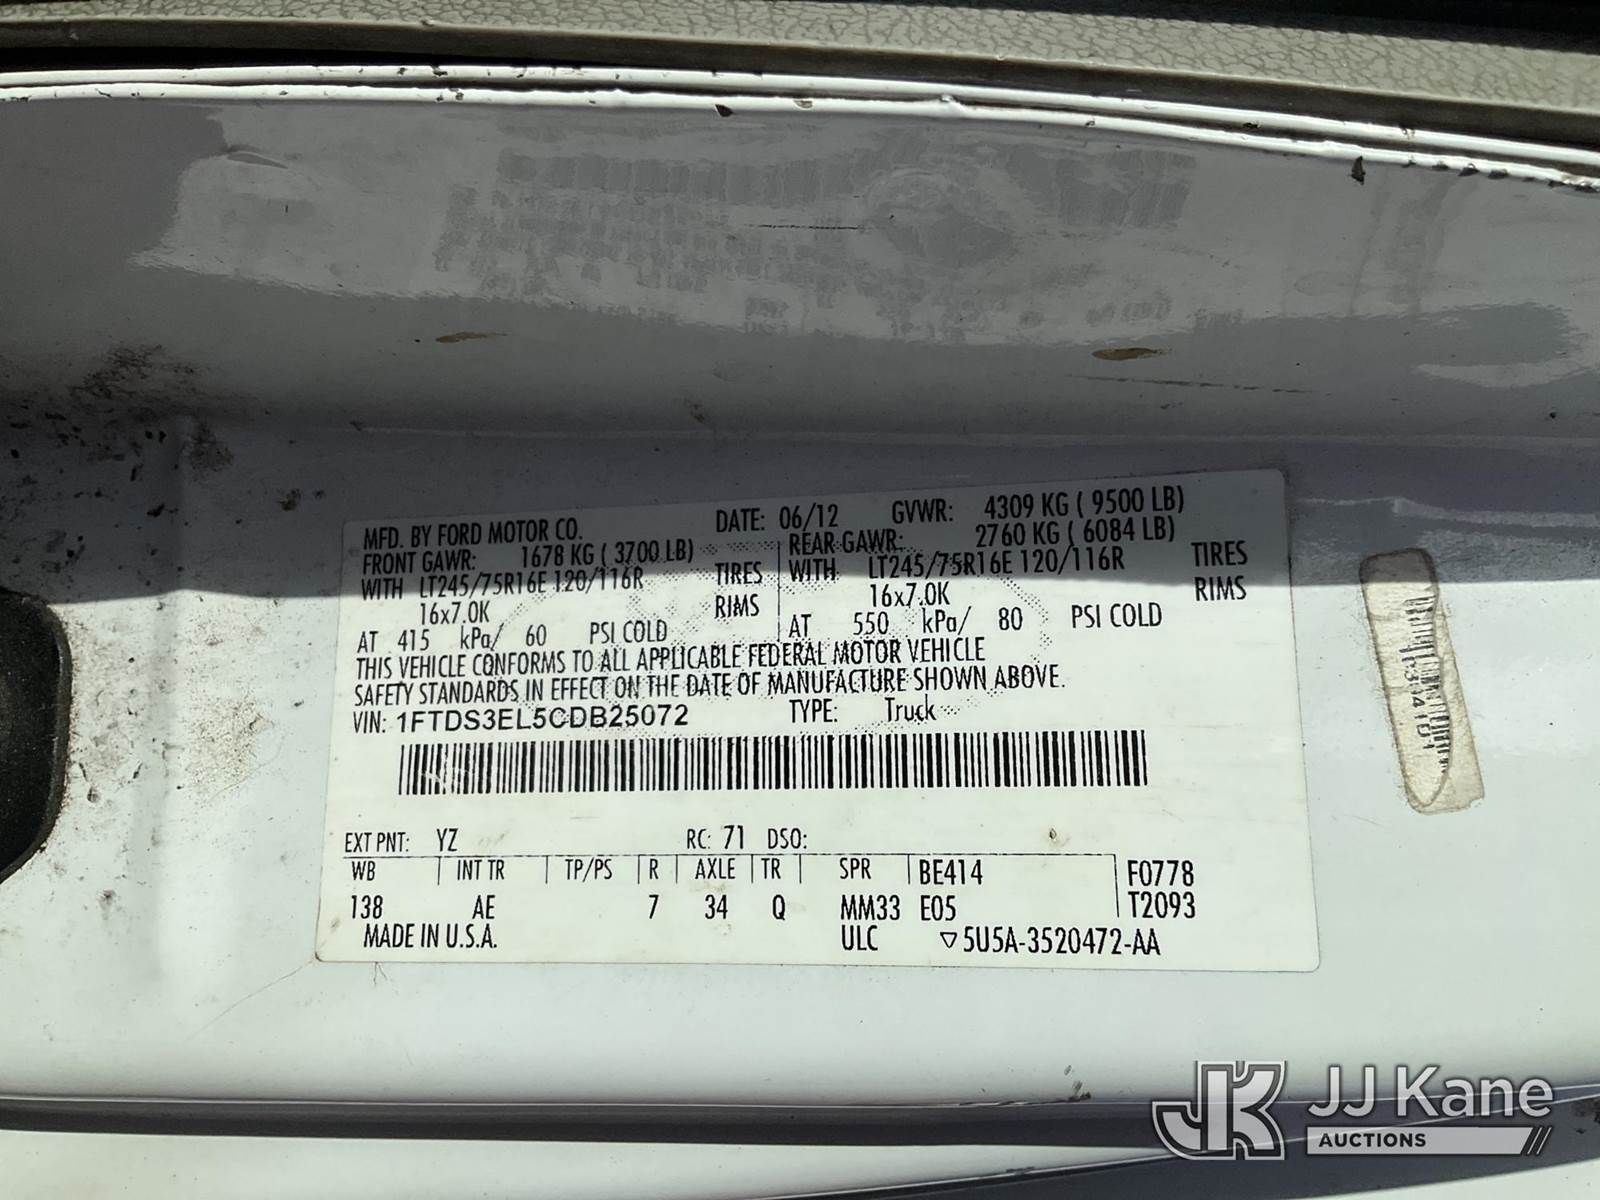 MFD. BY FORD MOTOR CO. DATE: 06/12 GVWR: 4309 KG ( 9500 LB)
FRONT GAWR: 1678 KG ( 3700 LB) REAR GAWR: 2760 KG ( 6084 LB)
WITH LT245/75R16E 120/116R TIRES WITH LT245/75R16E 120/116R TIRES
16x7.0K RIMS 16x7.0K RIMS
AT 415 kPa/ 60 PSI COLD AT 550 kPa/ 80 PSI COLD
THIS VEHICLE CONFORMS TO ALL APPLICABLE FEDERAL MOTOR VEHICLE
SAFETY STANDARDS IN EFFECT ON THE DATE OF MANUFACTURE SHOWN ABOVE.
VIN: 1FTDS3EL5CDB25072 TYPE: Truck
EXT PNT: YZ RC: 71 DSO:
WB INT TR TP/PS R AXLE TR SPR BE414 F0778
138 AE 7 34 Q MM33 E05 T2093
MADE IN U.S.A. ULC ▽5U5A-3520472-AA
JK JJ Kane
AUCTIONS